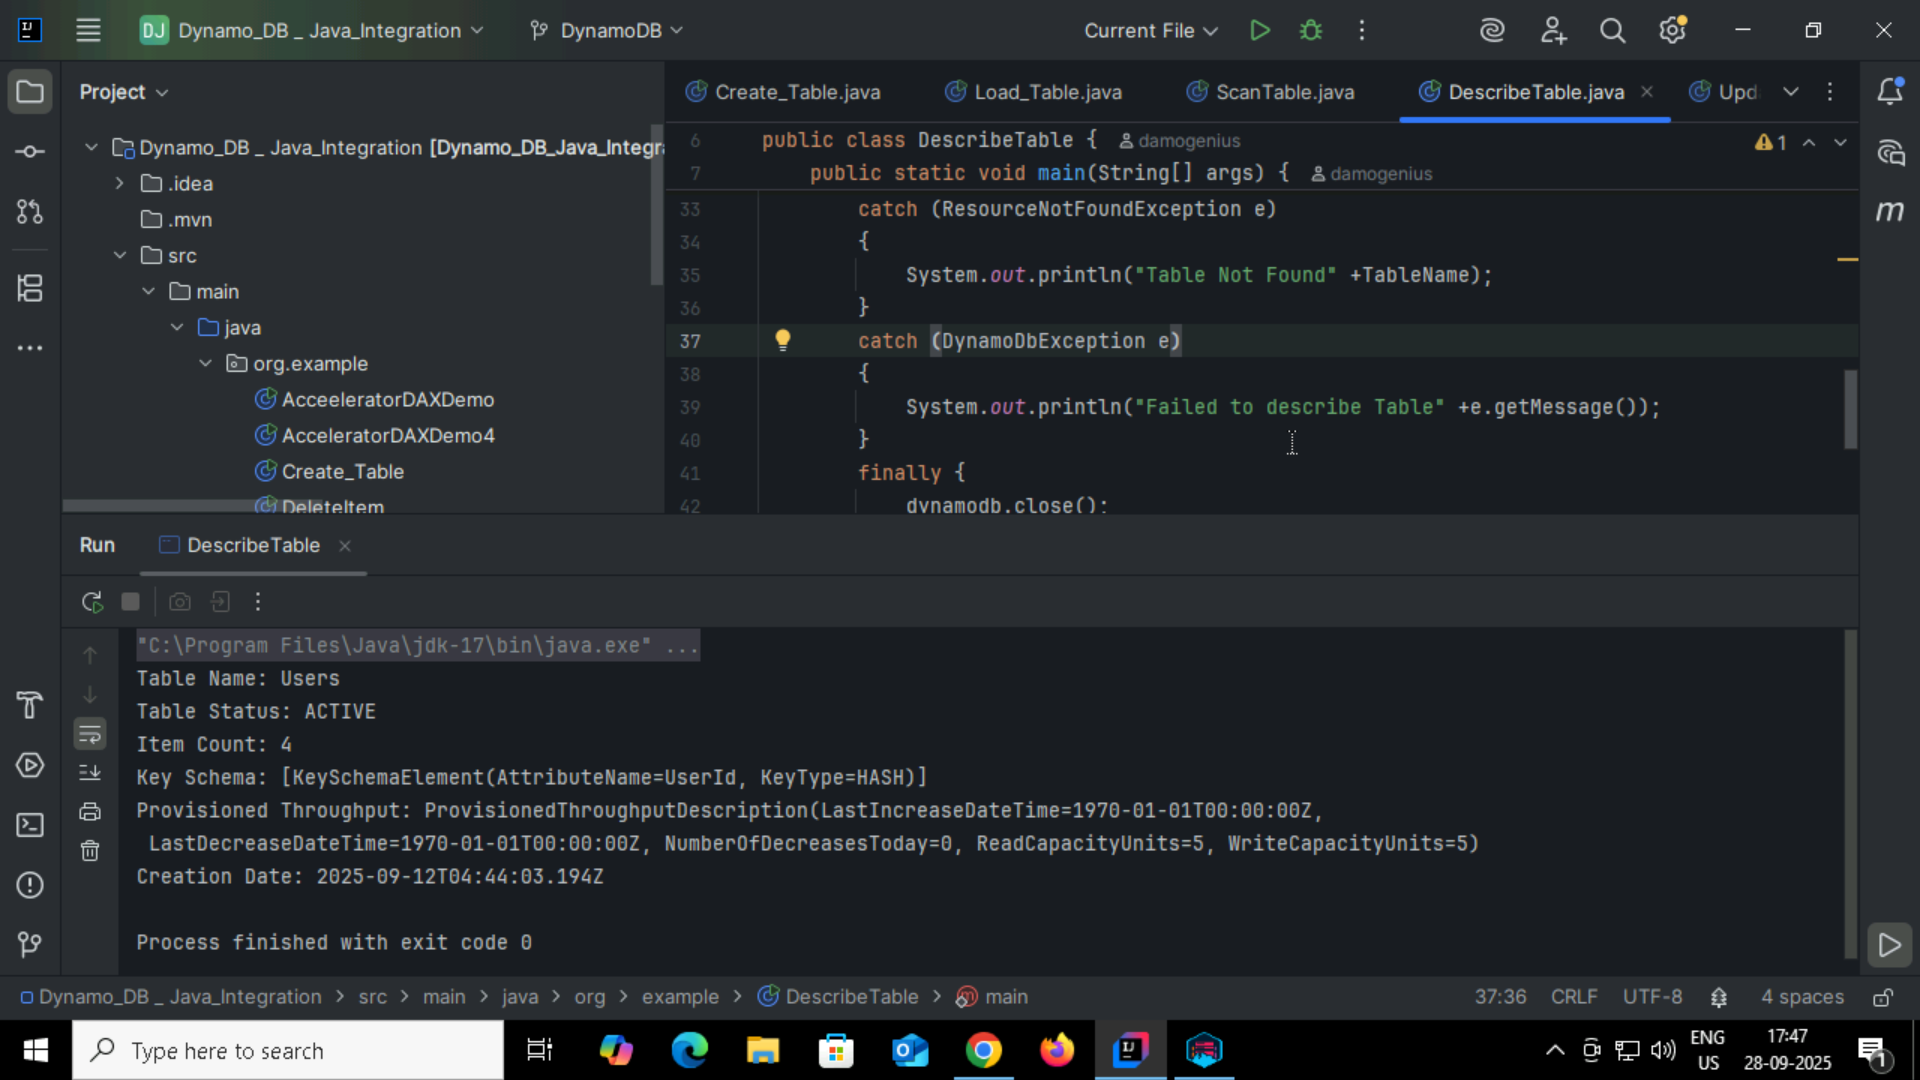 DJ Dynamo_DB _ Java_Integration DynamoDB Current File
Project
Create_Table.java Load_Table.java ScanTable.java DescribeTable.java Upd
Dynamo_DB _ Java_Integration [Dynamo_DB_Java_Integr
.idea
.mvn
src
main
java
org.example
AcceeleratorDAXDemo
AcceleratorDAXDemo4
Create_Table
DeleteItem
6 public class DescribeTable { damogenius
1
7 public static void main(String[] args) { damogenius
33 catch (ResourceNotFoundException e)
34 {
35 System.out.println("Table Not Found" +TableName);
36 }
37 catch (DynamoDbException e)
38 {
39 System.out.println("Failed to describe Table" +e.getMessage());
40 }
41 finally {
42 dynamodb.close();
Run DescribeTable
"C:\Program Files\Java\jdk-17\bin\java.exe" ...
Table Name: Users
Table Status: ACTIVE
Item Count: 4
Key Schema: [KeySchemaElement(AttributeName=UserId, KeyType=HASH)]
Provisioned Throughput: ProvisionedThroughputDescription(LastIncreaseDateTime=1970-01-01T00:00:00Z,
LastDecreaseDateTime=1970-01-01T00:00:00Z, NumberOfDecreasesToday=0, ReadCapacityUnits=5, WriteCapacityUnits=5)
Creation Date: 2025-09-12T04:44:03.194Z
Process finished with exit code 0
Dynamo_DB _ Java_Integration > src > main > java > org > example > DescribeTable > main 37:36 CRLF UTF-8 4 spaces
Type here to search
ENG
US
17:47
28-09-2025
1